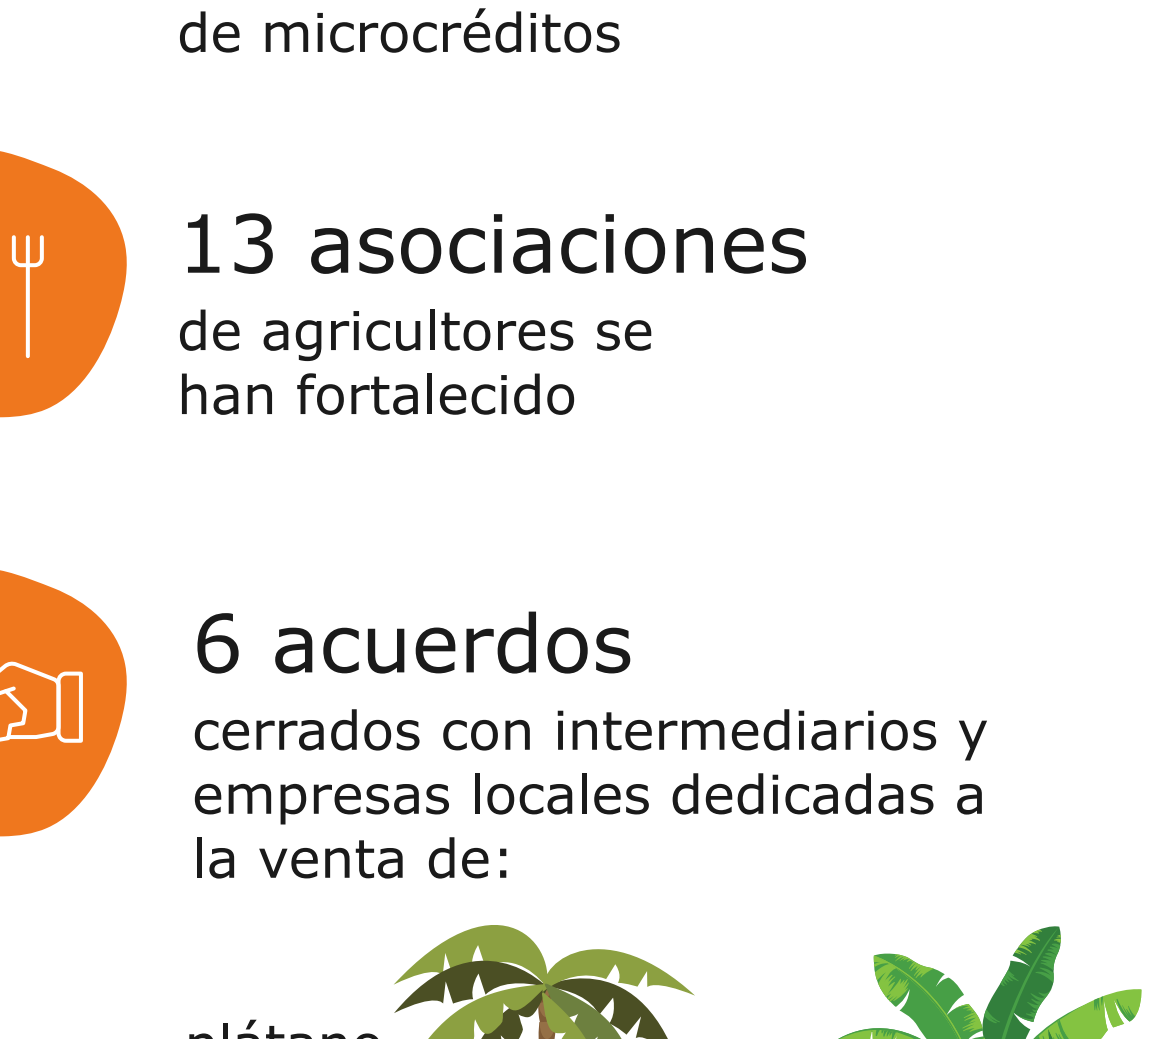 de microcréditos
13 asociaciones
de agricultores se
han fortalecido
6 acuerdos
cerrados con intermediarios y
empresas locales dedicadas a
la venta de:
plátano